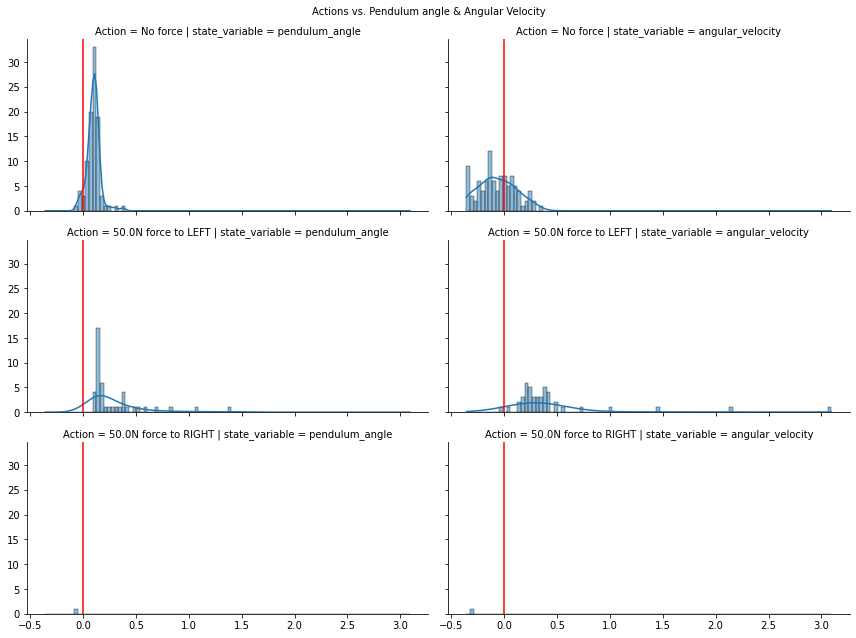 Actions vs. Pendulum angle & Angular Velocity
Action = No force | state_variable = pendulum_angle
Action = No force | state_variable = angular_velocity
30
25
20
15
10
5
0
Action = 50.0N force to LEFT | state_variable = pendulum_angle
Action = 50.0N force to LEFT | state_variable = angular_velocity
30
25
20
15
10
5
0
Action = 50.0N force to RIGHT | state_variable = pendulum_angle
Action = 50.0N force to RIGHT | state_variable = angular_velocity
30
25
20
15
10
5
0
−0.5 0.0 0.5 1.0 1.5 2.0 2.5 3.0
−0.5 0.0 0.5 1.0 1.5 2.0 2.5 3.0